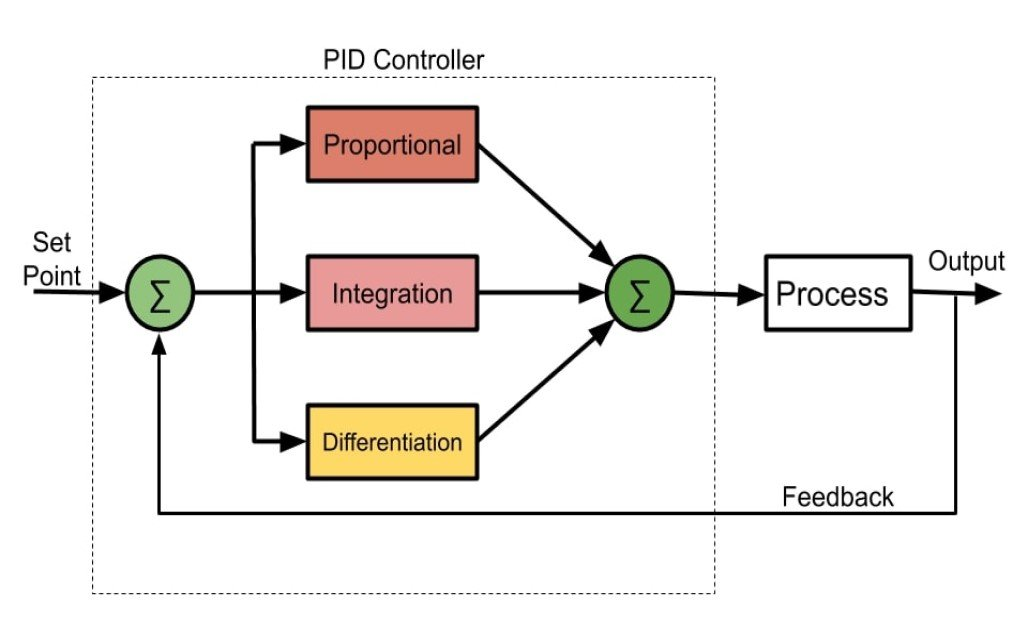 PID Controller
Proportional
Set
Point
Σ
Integration
Σ
Process
Output
Differentiation
Feedback